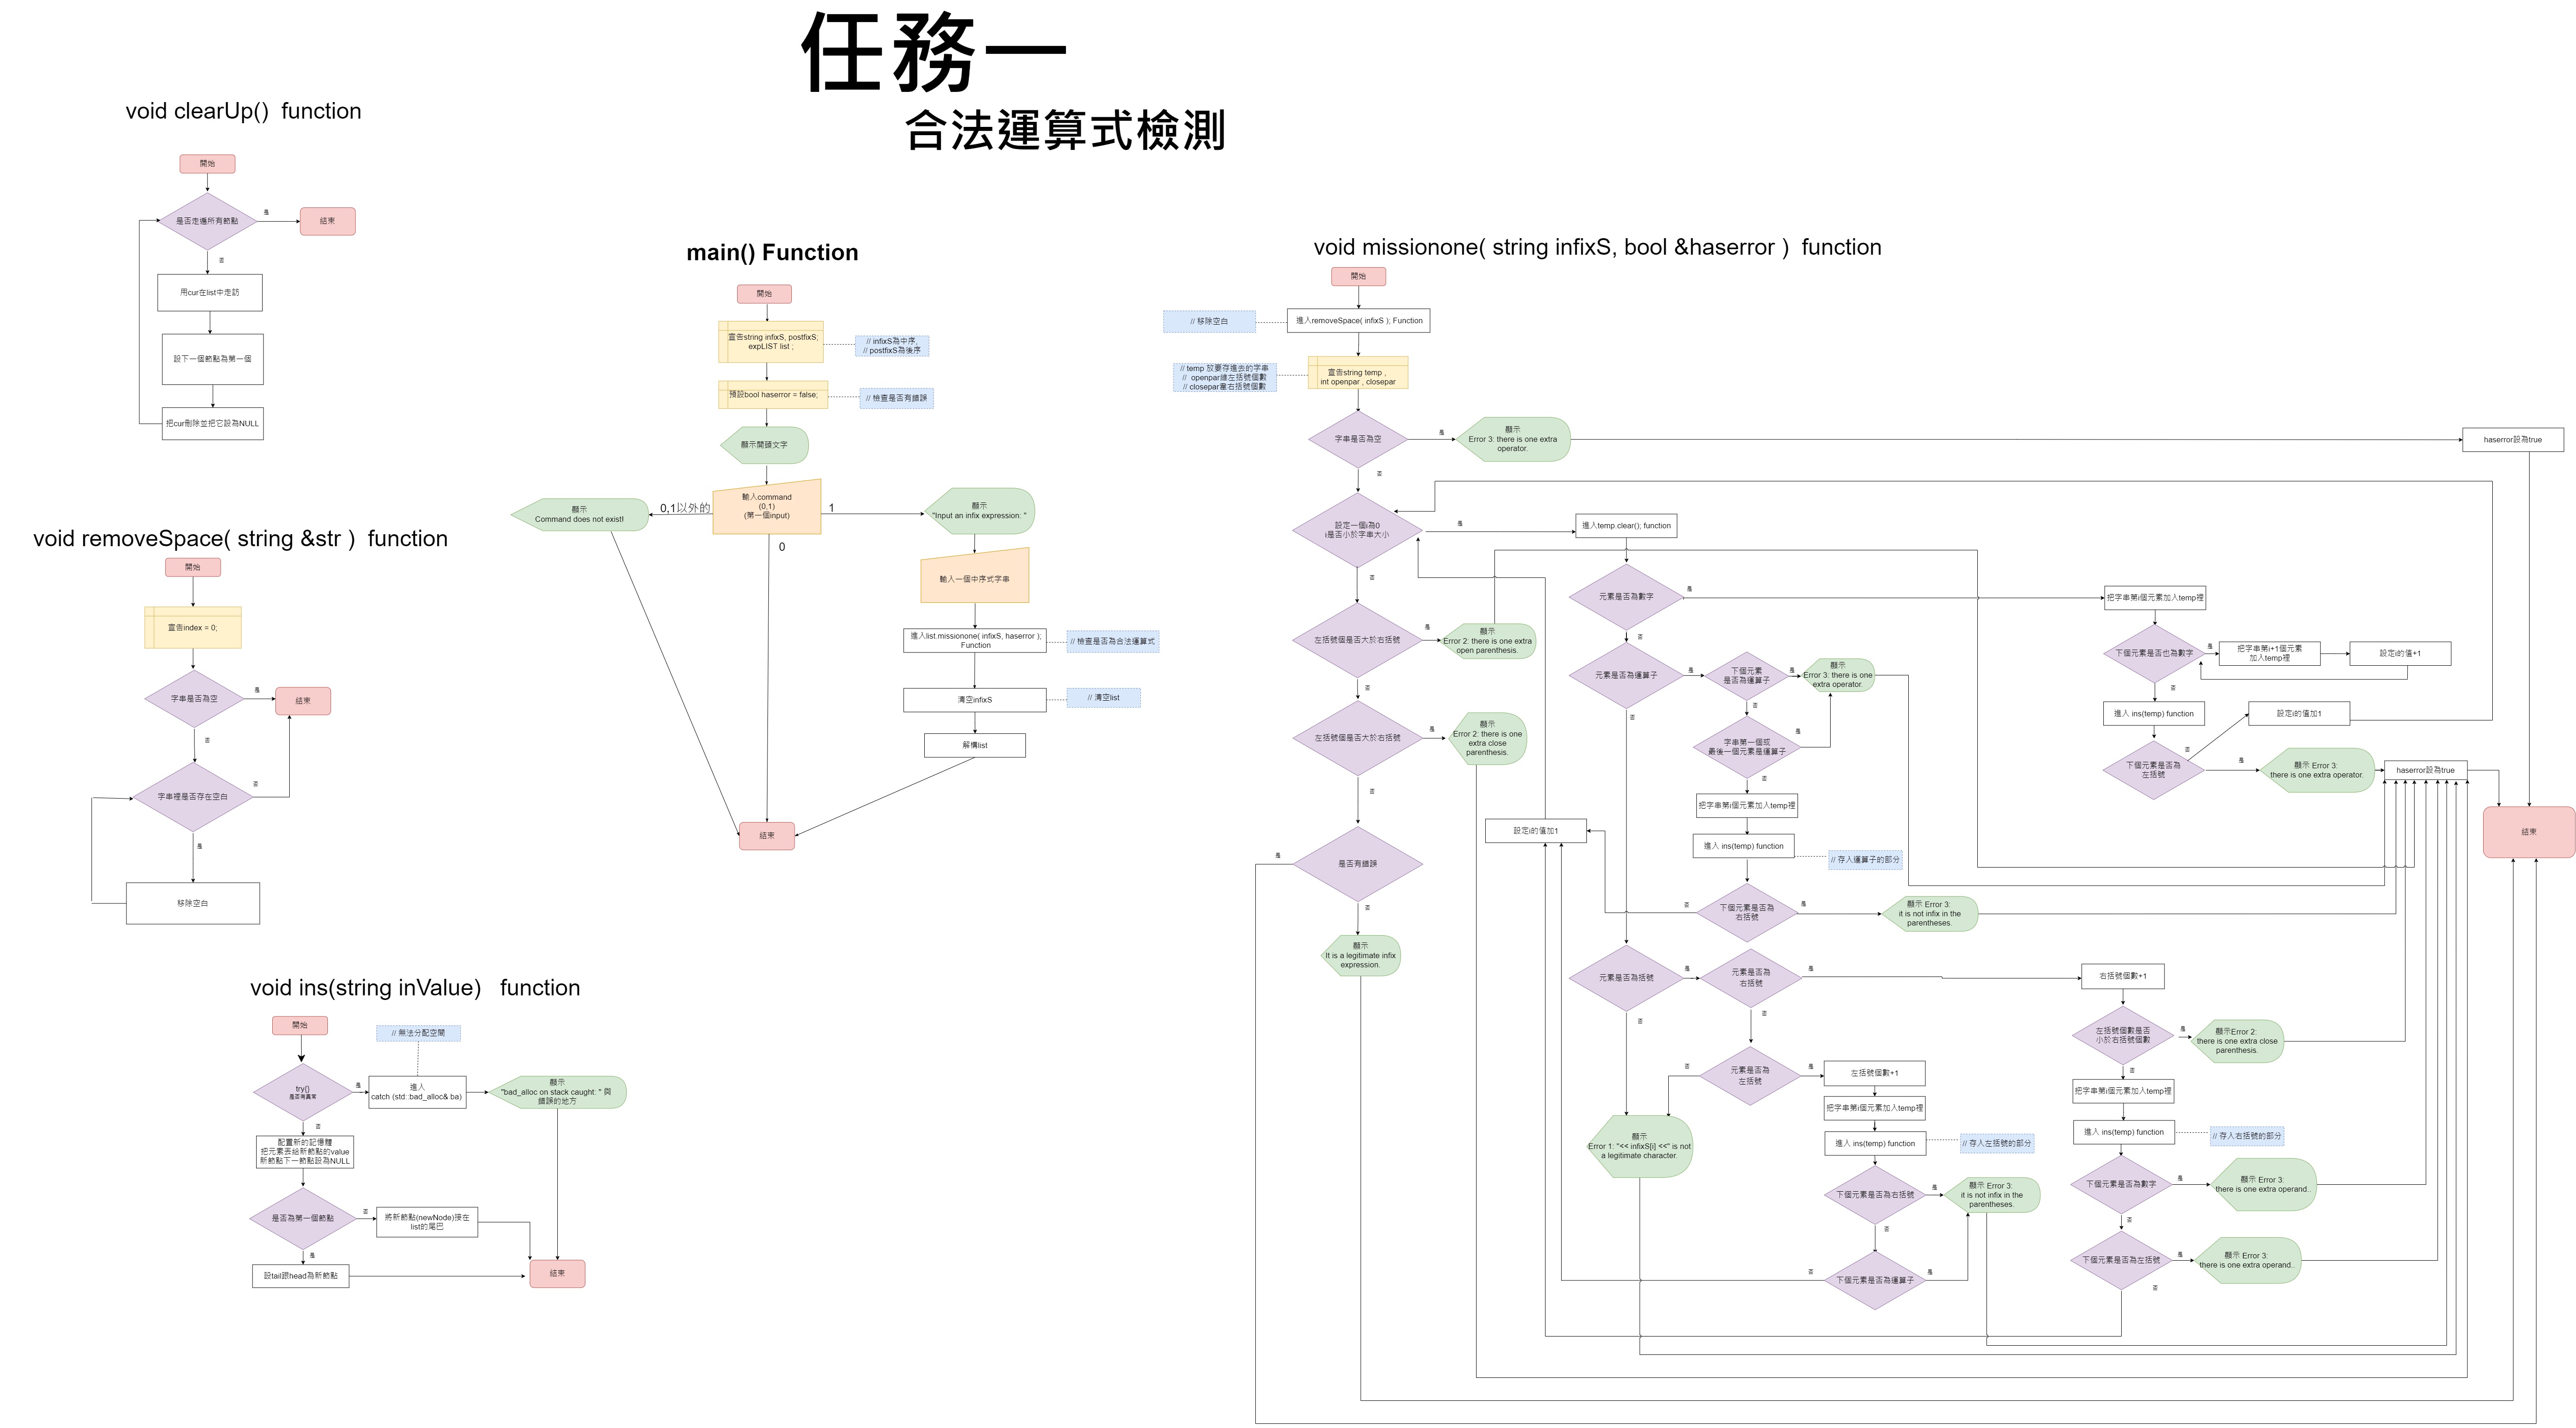 任務一
合法運算式檢測
void clearUp()  function
開始
是否走遍所有節點
是
結束
否
用cur在list中走訪
設下一個節點為第一個
把cur刪除並把它設為NULL
void removeSpace( string &str )  function
開始
宣告index = 0;
字串是否為空
是
結束
否
字串裡是否存在空白
否
是
移除空白
void ins(string inValue)   function
開始
// 無法分配空間
try{}
是否有異常
是
進入
catch (std::bad_alloc& ba)
顯示
"bad_alloc on stack caught: " 與
錯誤的地方
否
配置新的記憶體
把元素丟給新節點的value
新節點下一節點設為NULL
是否為第一個節點
否
將新節點(newNode)接在
list的尾巴
是
設tail跟head為新節點
結束
main() Function
開始
宣告string infixS, postfixS;
expLIST list ;
// infixS為中序,
// postfixS為後序
預設bool haserror = false;
// 檢查是否有錯誤
顯示開頭文字
輸入command
(0,1)
(第一個input)
0,1以外的
顯示
Command does not exist!
1
顯示
"Input an infix expression: "
0
輸入一個中序式字串
進入list.missionone( infixS, haserror );
Function
// 檢查是否為合法運算式
清空infixS
// 清空list
解構list
結束
void missionone( string infixS, bool &haserror )  function
開始
// 移除空白
進入removeSpace( infixS ); Function
// temp 放要存進去的字串
//  openpar維左括號個數
// closepar韋右括號個數
宣告string temp ,
int openpar , closepar
字串是否為空
是
顯示
Error 3: there is one extra
operator.
haserror設為true
否
設定一個i為0
i是否小於字串大小
是
進入temp.clear(); function
否
左括號個是否大於右括號
是
顯示
Error 2: there is one extra
open parenthesis.
否
左括號個是否大於右括號
是
顯示
Error 2: there is one
extra close
parenthesis.
否
是否有錯誤
是
否
顯示
It is a legitimate infix
expression.
元素是否為數字
是
把字串第i個元素加入temp裡
下個元素是否也為數字
是
把字串第i+1個元素
加入temp裡
設定i的值+1
否
進入 ins(temp) function
設定i的值加1
否
下個元素是否為
左括號
是
顯示 Error 3:
there is one extra operator.
haserror設為true
結束
否
元素是否為運算子
是
下個元素
是否為運算子
是
顯示
Error 3: there is one
extra operator.
否
字串第一個或
最後一個元素是運算子
是
否
把字串第i個元素加入temp裡
進入 ins(temp) function
// 存入運算子的部分
設定i的值加1
否
下個元素是否為
右括號
是
顯示 Error 3:
it is not infix in the
parentheses.
否
元素是否為括號
是
元素是否為
右括號
是
右括號個數+1
否
左括號個數是否
小於右括號個數
是
顯示Error 2:
there is one extra close
parenthesis.
否
把字串第i個元素加入temp裡
進入 ins(temp) function
// 存入右括號的部分
下個元素是否為數字
是
顯示 Error 3:
there is one extra operand..
否
下個元素是否為左括號
是
顯示 Error 3:
there is one extra operand..
否
否
元素是否為
左括號
否
是
左括號個數+1
把字串第i個元素加入temp裡
進入 ins(temp) function
// 存入左括號的部分
顯示
Error 1: "<< infixS[i] <<" is not
a legitimate character.
下個元素是否為右括號
是
顯示 Error 3:
it is not infix in the
parentheses.
否
下個元素是否為運算子
否
是